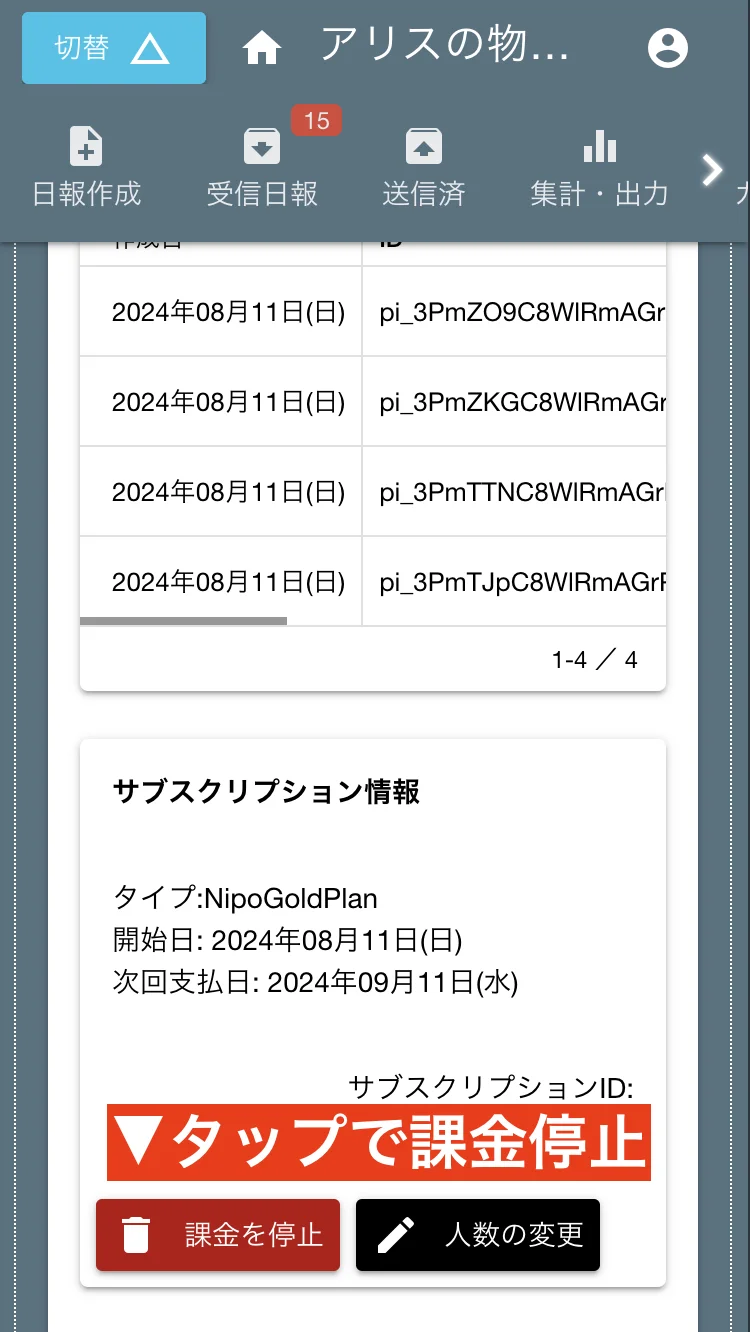 切替
アリスの物…
15
日報作成
受信日報
送信済
集計・出力
作成日
ID
2024年08月11日(日)
pi_3PmZO9C8WlRmAGr
2024年08月11日(日)
pi_3PmZKGC8WlRmAGr
2024年08月11日(日)
pi_3PmTTNC8WlRmAGr
2024年08月11日(日)
pi_3PmTJpC8WlRmAGrF
1-4 ／ 4
サブスクリプション情報
タイプ:NipoGoldPlan
開始日: 2024年08月11日(日)
次回支払日: 2024年09月11日(水)
サブスクリプションID:
▼タップで課金停止
課金を停止
人数の変更